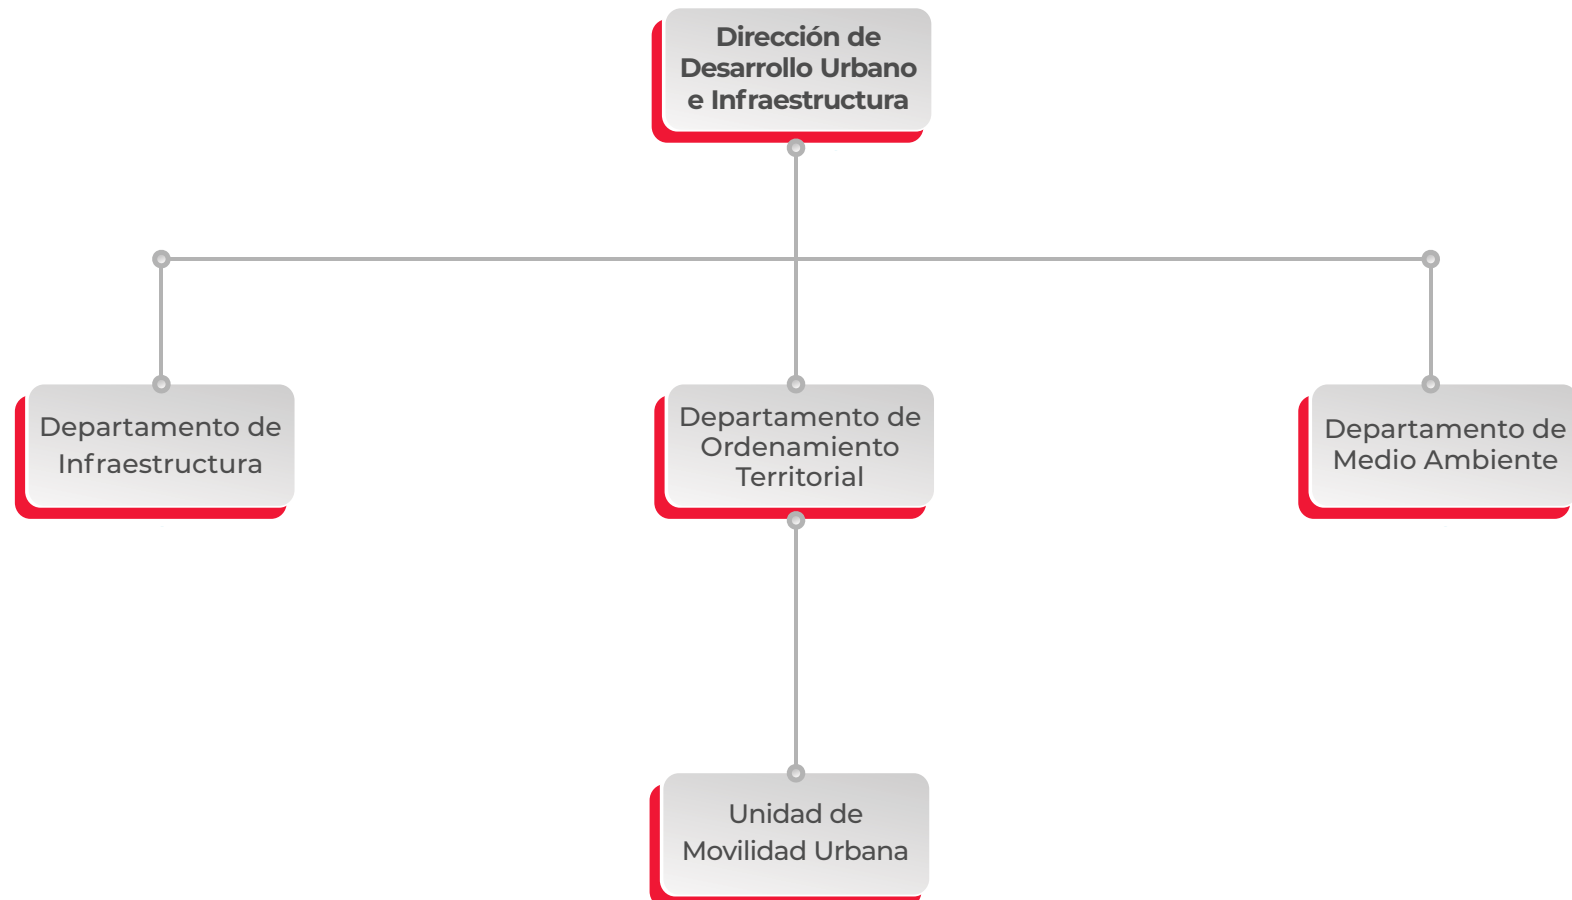 Dirección de
Desarrollo Urbano
e Infraestructura
Departamento de
Infraestructura
Departamento de
Ordenamiento
Territorial
Departamento de
Medio Ambiente
Unidad de
Movilidad Urbana